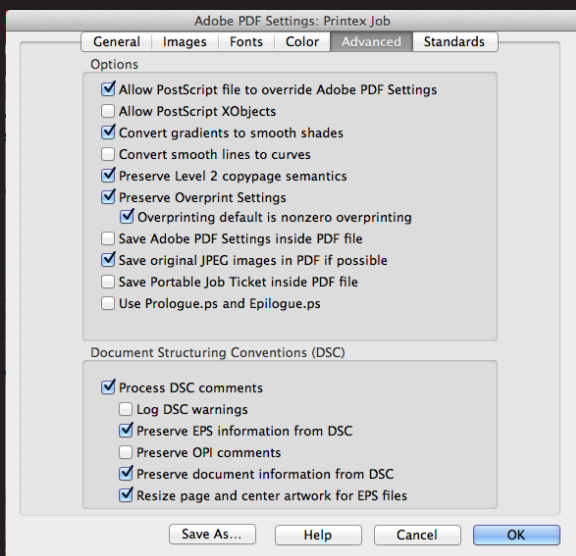 Adobe PDF Settings: Printex Job
General Images Fonts Color Advanced Standards
Options
Allow PostScript file to override Adobe PDF Settings
Allow PostScript XObjects
Convert gradients to smooth shades
Convert smooth lines to curves
Preserve Level 2 copypage semantics
Preserve Overprint Settings
Overprinting default is nonzero overprinting
Save Adobe PDF Settings inside PDF file
Save original JPEG images in PDF if possible
Save Portable Job Ticket inside PDF file
Use Prologue.ps and Epilogue.ps
Document Structuring Conventions (DSC)
Process DSC comments
Log DSC warnings
Preserve EPS information from DSC
Preserve OPI comments
Preserve document information from DSC
Resize page and center artwork for EPS files
Save As... Help Cancel OK